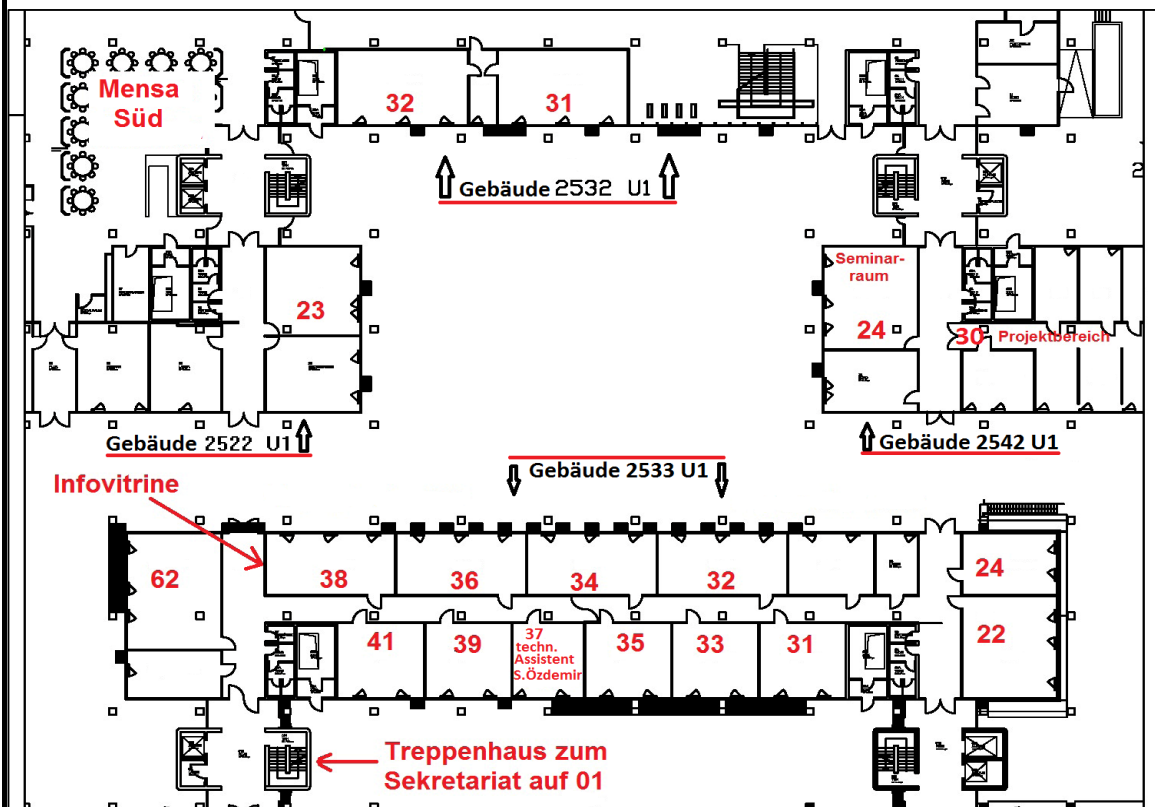 Mensa
Süd
32
31
Gebäude 2532 U1
23
Seminar-
raum
24
30 Projektbereich
Gebäude 2522 U1
Gebäude 2542 U1
Gebäude 2533 U1
Infovitrine
62
38
36
34
32
24
22
41
39
37
techn.
Assistent
S.Özdemir
35
33
31
Treppenhaus zum
Sekretariat auf 01